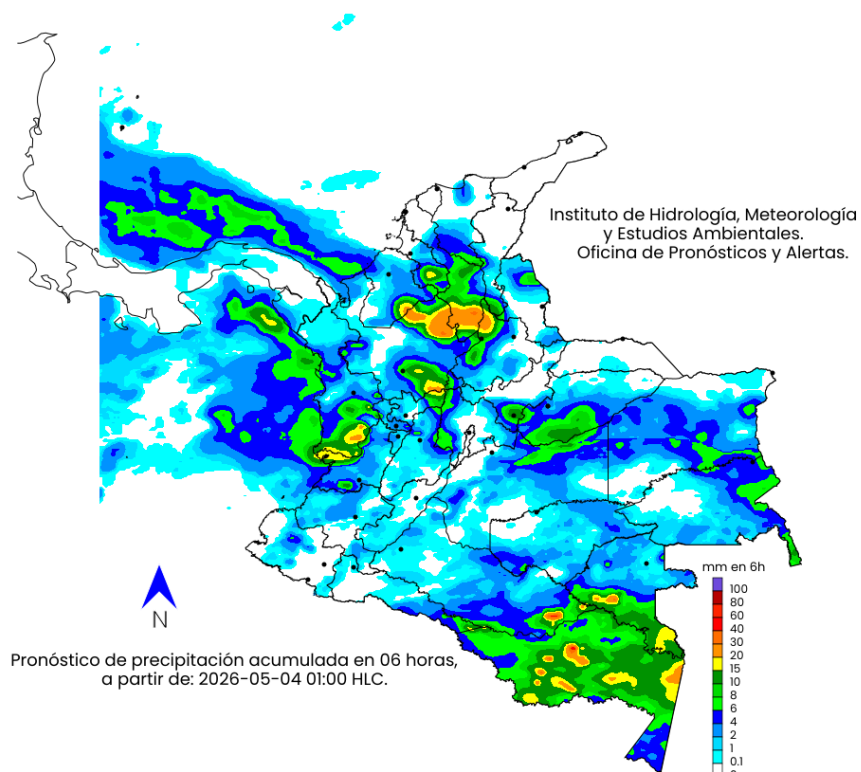 Instituto de Hidrología, Meteorología
y Estudios Ambientales.
Oficina de Pronósticos y Alertas.
mm en 6h
100
80
60
40
30
20
15
10
8
6
4
2
1
0.1
N
Pronóstico de precipitación acumulada en 06 horas,
a partir de: 2026-05-04 01:00 HLC.